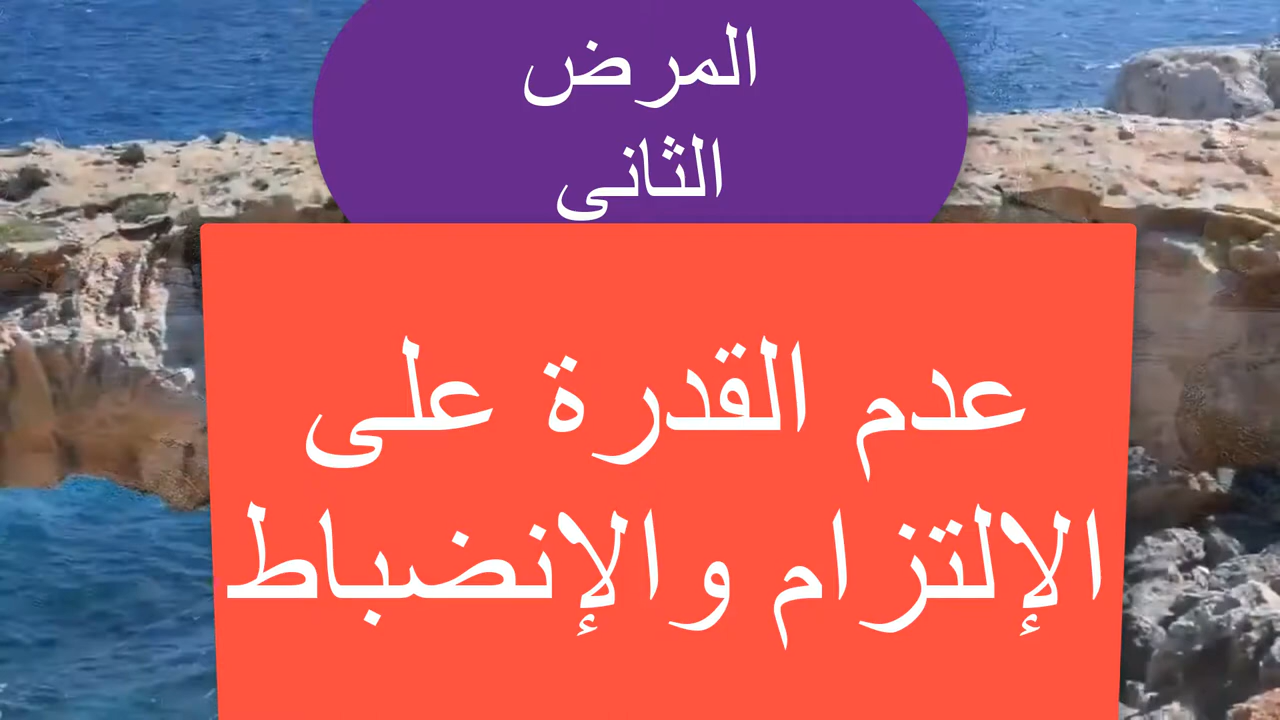 المرض
الثانى
عدم القدرة على
الإلتزام والإنضباط